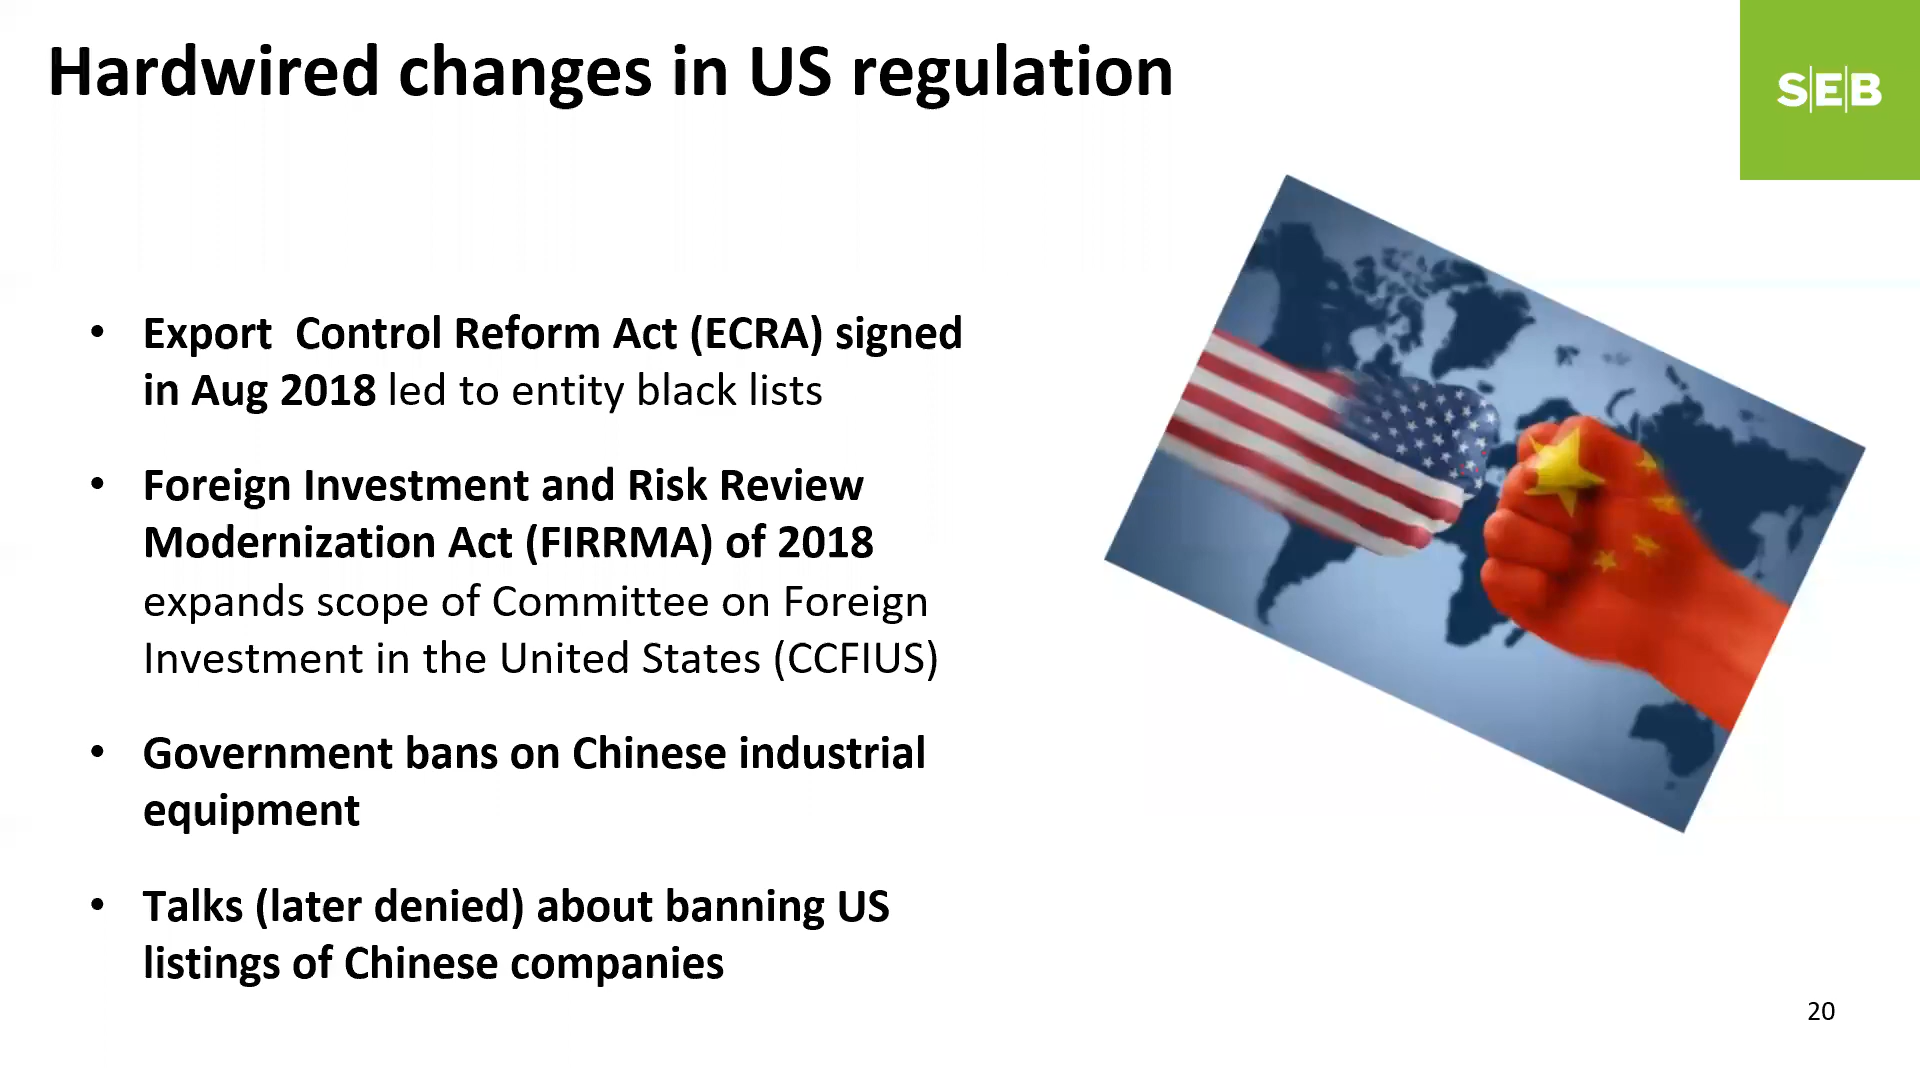 Hardwired changes in US regulation
S|E|B
• Export  Control Reform Act (ECRA) signed
in Aug 2018 led to entity black lists
• Foreign Investment and Risk Review
Modernization Act (FIRRMA) of 2018
expands scope of Committee on Foreign
Investment in the United States (CCFIUS)
• Government bans on Chinese industrial
equipment
• Talks (later denied) about banning US
listings of Chinese companies
20